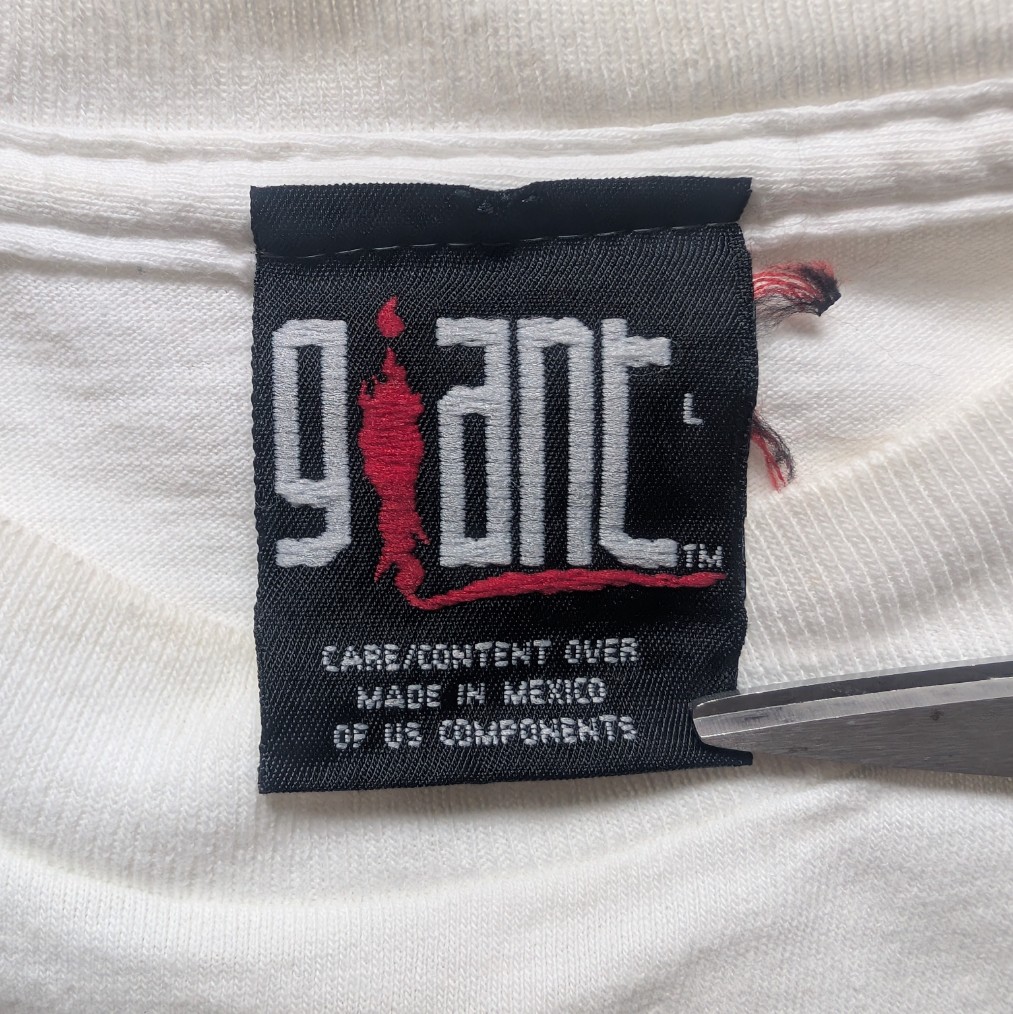 giant
L
TM
CARE/CONTENT OVER
MADE IN MEXICO
OF US COMPONENTS